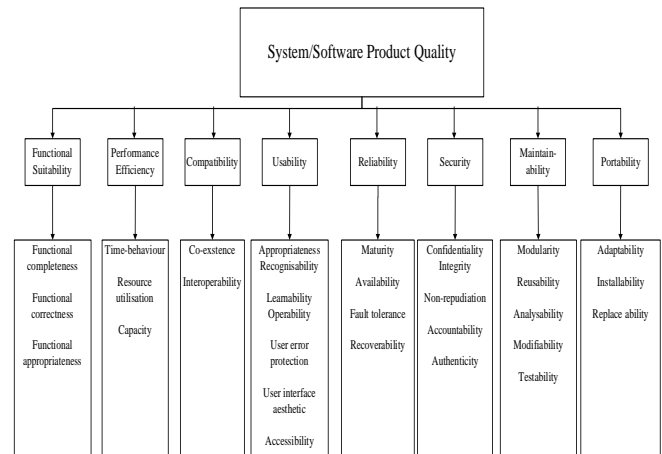 System/Software Product Quality
Functional
Suitability
Performance
Efficiency
Compatibility
Usability
Reliability
Security
Maintain-
ability
Portability
Functional
completeness
Functional
correctness
Functional
appropriateness
Time-behaviour
Resource
utilisation
Capacity
Co-exstence
Interoperability
Appropriateness
Recognisability
Learnability
Operability
User error
protection
User interface
aesthetic
Accessibility
Maturity
Availability
Fault tolerance
Recoverability
Confidentiality
Integrity
Non-repudiation
Accountability
Authenticity
Modularity
Reusability
Analysability
Modifiability
Testability
Adaptability
Installability
Replace ability